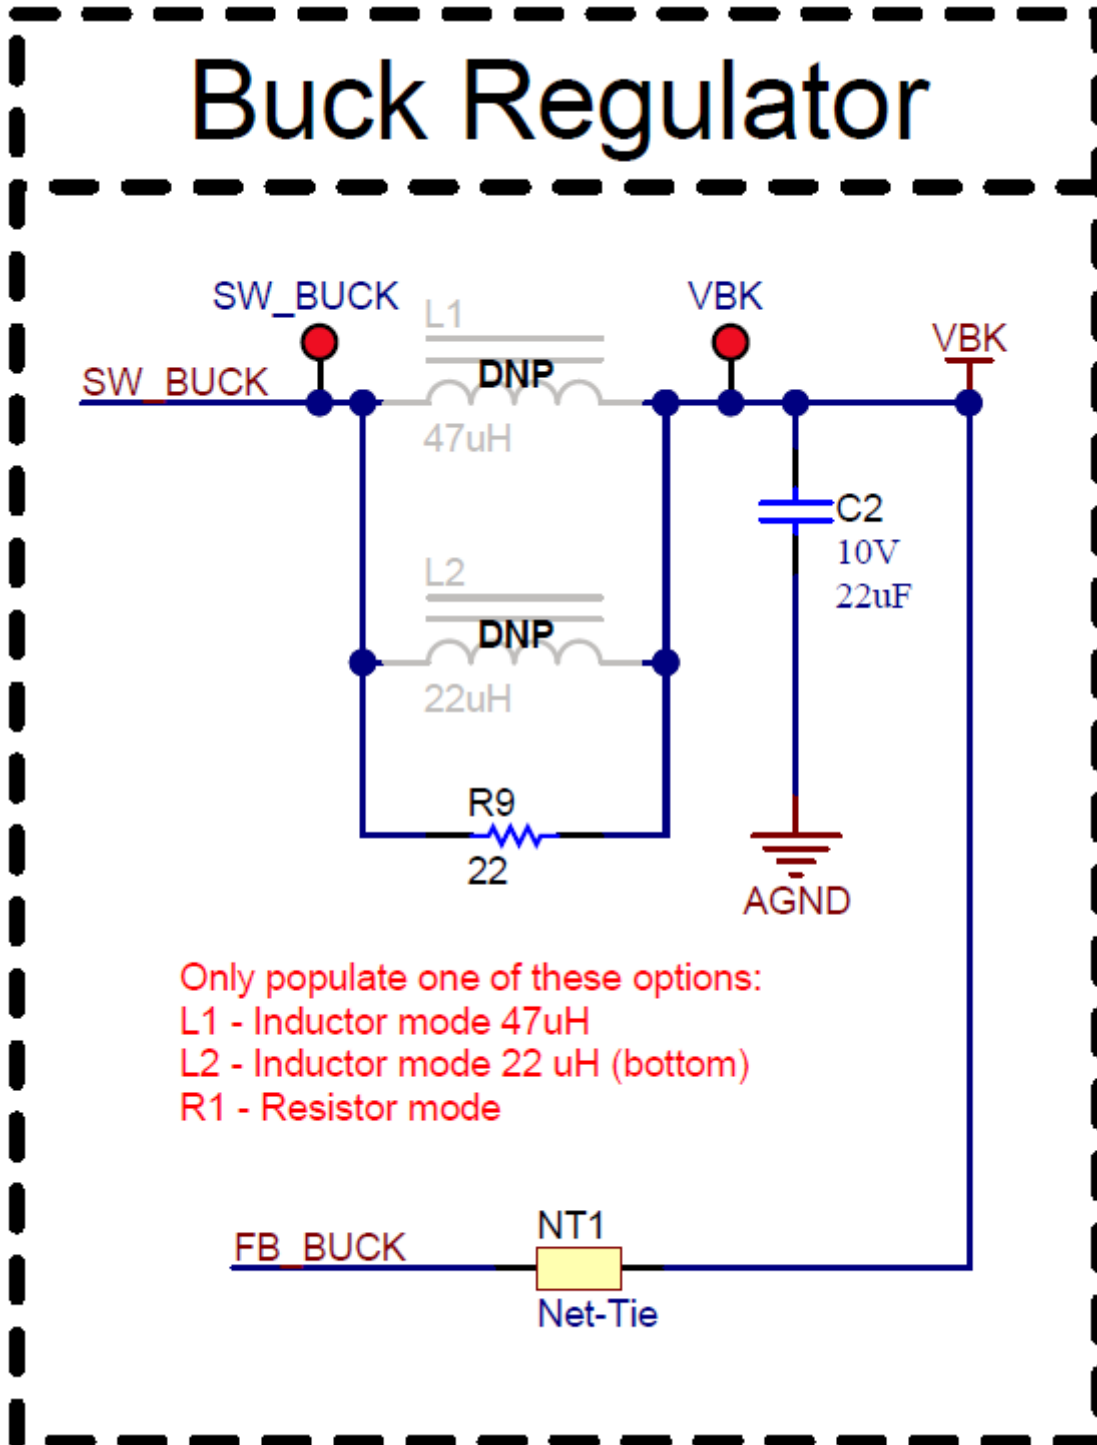 Buck Regulator
SW_BUCK
VBK
L1
VBK
SW_BUCK
DNP
47uH
C2
10V
22uF
L2
DNP
22uH
R9
22
AGND
Only populate one of these options:
L1 - Inductor mode 47uH
L2 - Inductor mode 22 uH (bottom)
R1 - Resistor mode
NT1
FB_BUCK
Net-Tie